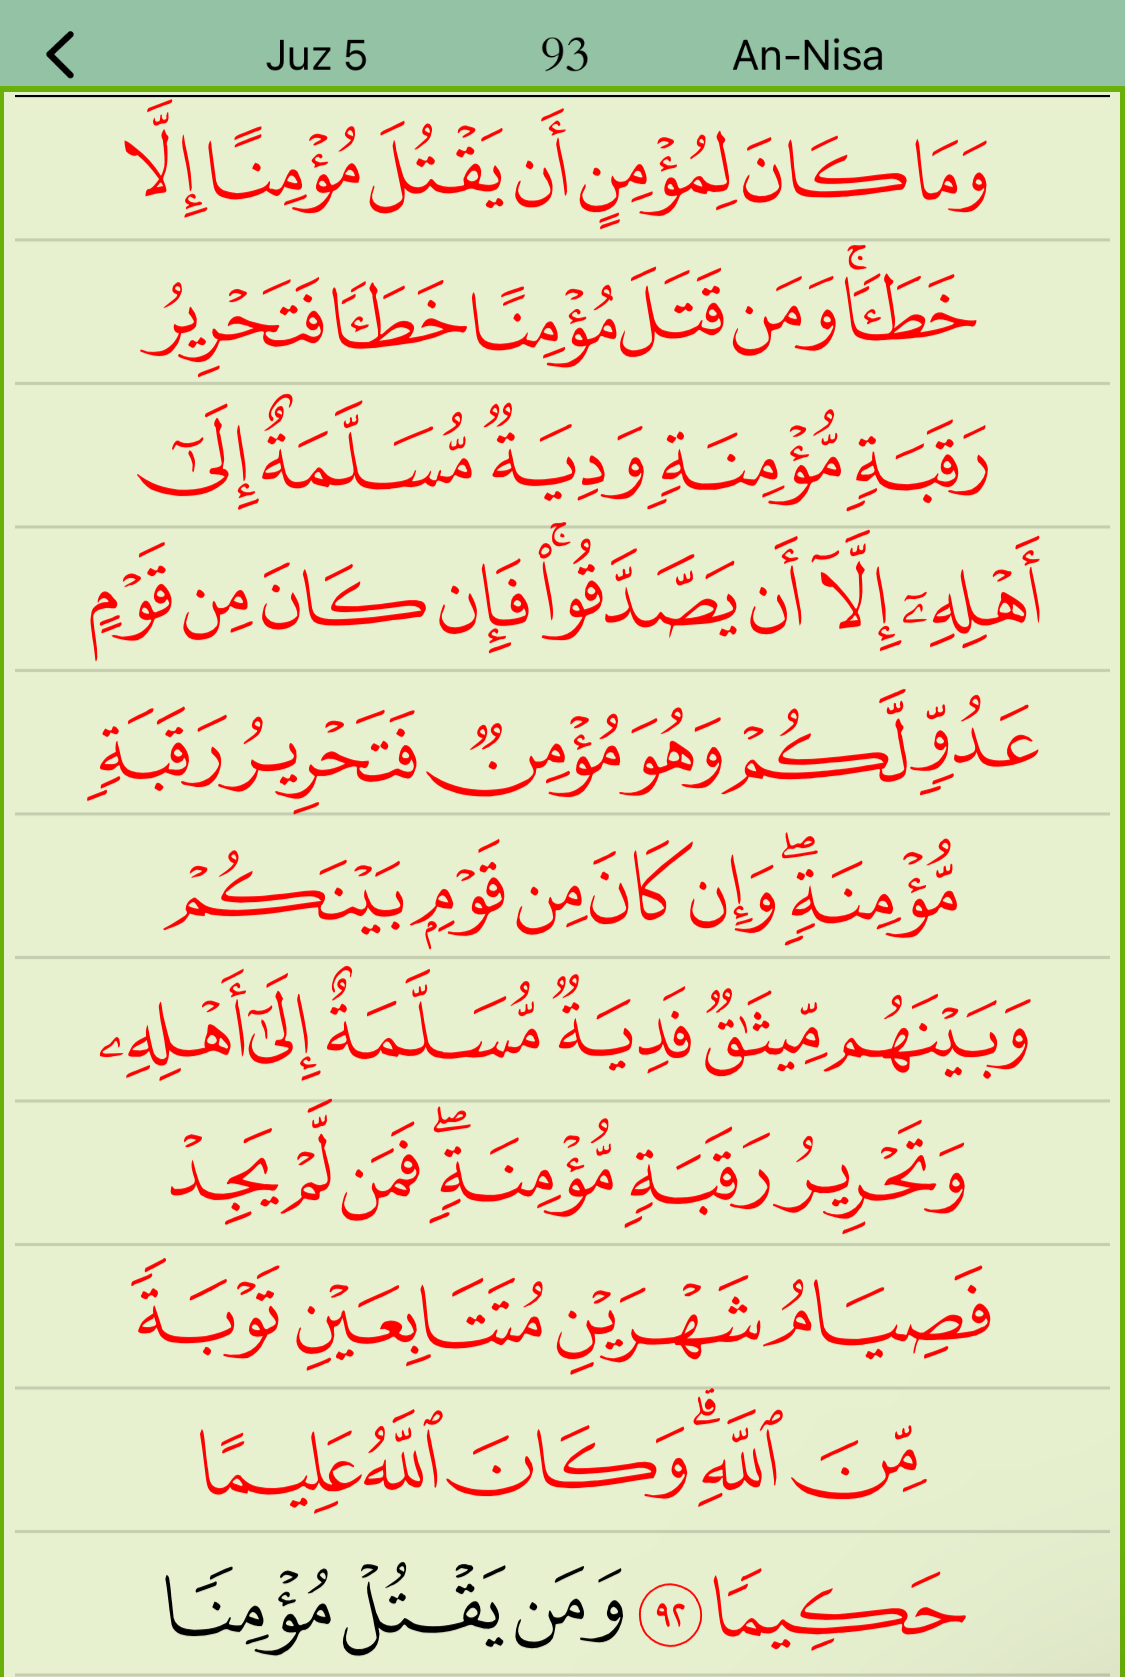 Juz 5 93 An-Nisa
وَمَا كَانَ لِمُؤْمِنٍ أَن يَقْتُلَ مُؤْمِنًا إِلَّا
خَطَـًٔا ۚ وَمَن قَتَلَ مُؤْمِنًا خَطَـًٔا فَتَحْرِيرُ
رَقَبَةٍ مُّؤْمِنَةٍ وَدِيَةٌ مُّسَلَّمَةٌ إِلَىٰٓ
أَهْلِهِۦٓ إِلَّآ أَن يَصَّدَّقُوا۟ ۚ فَإِن كَانَ مِن قَوْمٍ
عَدُوٍّ لَّكُمْ وَهُوَ مُؤْمِنٌ فَتَحْرِيرُ رَقَبَةٍ
مُّؤْمِنَةٍ ۖ وَإِن كَانَ مِن قَوْمٍۭ بَيْنَكُمْ
وَبَيْنَهُم مِّيثَـٰقٌ فَدِيَةٌ مُّسَلَّمَةٌ إِلَىٰٓ أَهْلِهِۦ
وَتَحْرِيرُ رَقَبَةٍ مُّؤْمِنَةٍ ۖ فَمَن لَّمْ يَجِدْ
فَصِيَامُ شَهْرَيْنِ مُتَتَابِعَيْنِ تَوْبَةً
مِّنَ ٱللَّهِ ۗ وَكَانَ ٱللَّهُ عَلِيمًا
حَكِيمًا ٩٢ وَمَن يَقْتُلْ مُؤْمِنًا